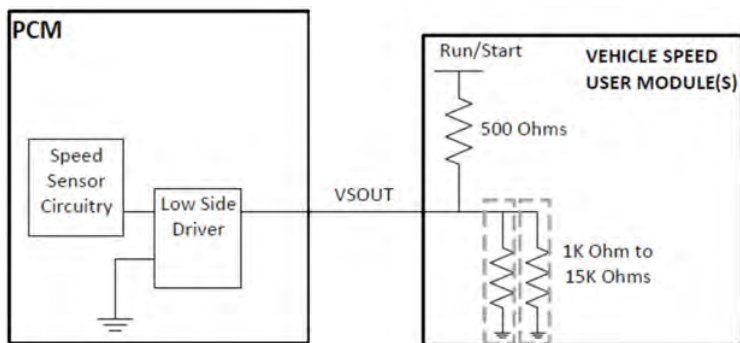 PCM
Speed
Sensor
Circuitry
Low Side
Driver
VSOUT
Run/Start
VEHICLE SPEED
USER MODULE(S)
500 Ohms
1K Ohm to
15K Ohms